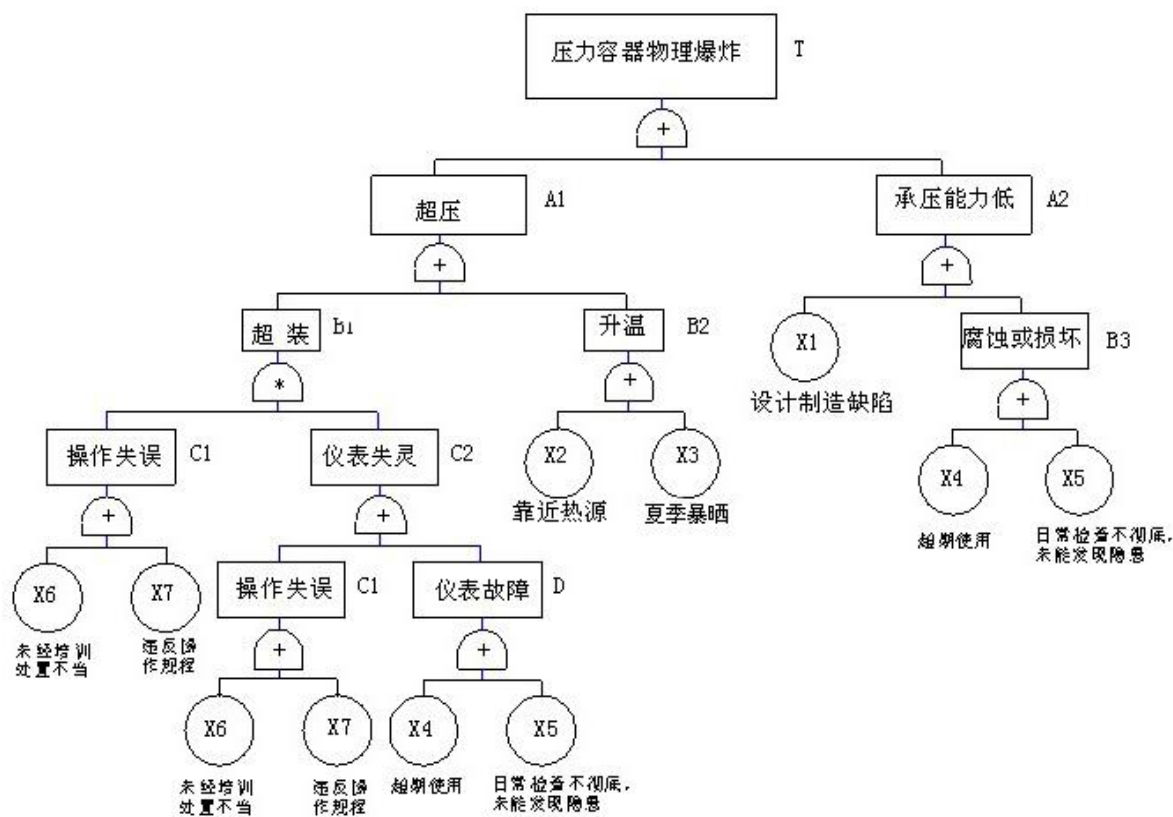 压力容器物理爆炸
T
+
超压
A1
承压能力低
A2
+
+
超 装
B1
升温
B2
X1
设计制造缺陷
腐蚀或损坏
B3
*
+
+
操作失误
C1
仪表失灵
C2
X2
靠近热源
X3
夏季暴晒
X4
超期使用
X5
日常检查不彻底,
未能发现隐患
+
+
X6
未经培训
处置不当
X7
违反操
作规程
操作失误
C1
仪表故障
D
+
+
X6
未经培训
处置不当
X7
违反操
作规程
X4
超期使用
X5
日常检查不彻底,
未能发现隐患